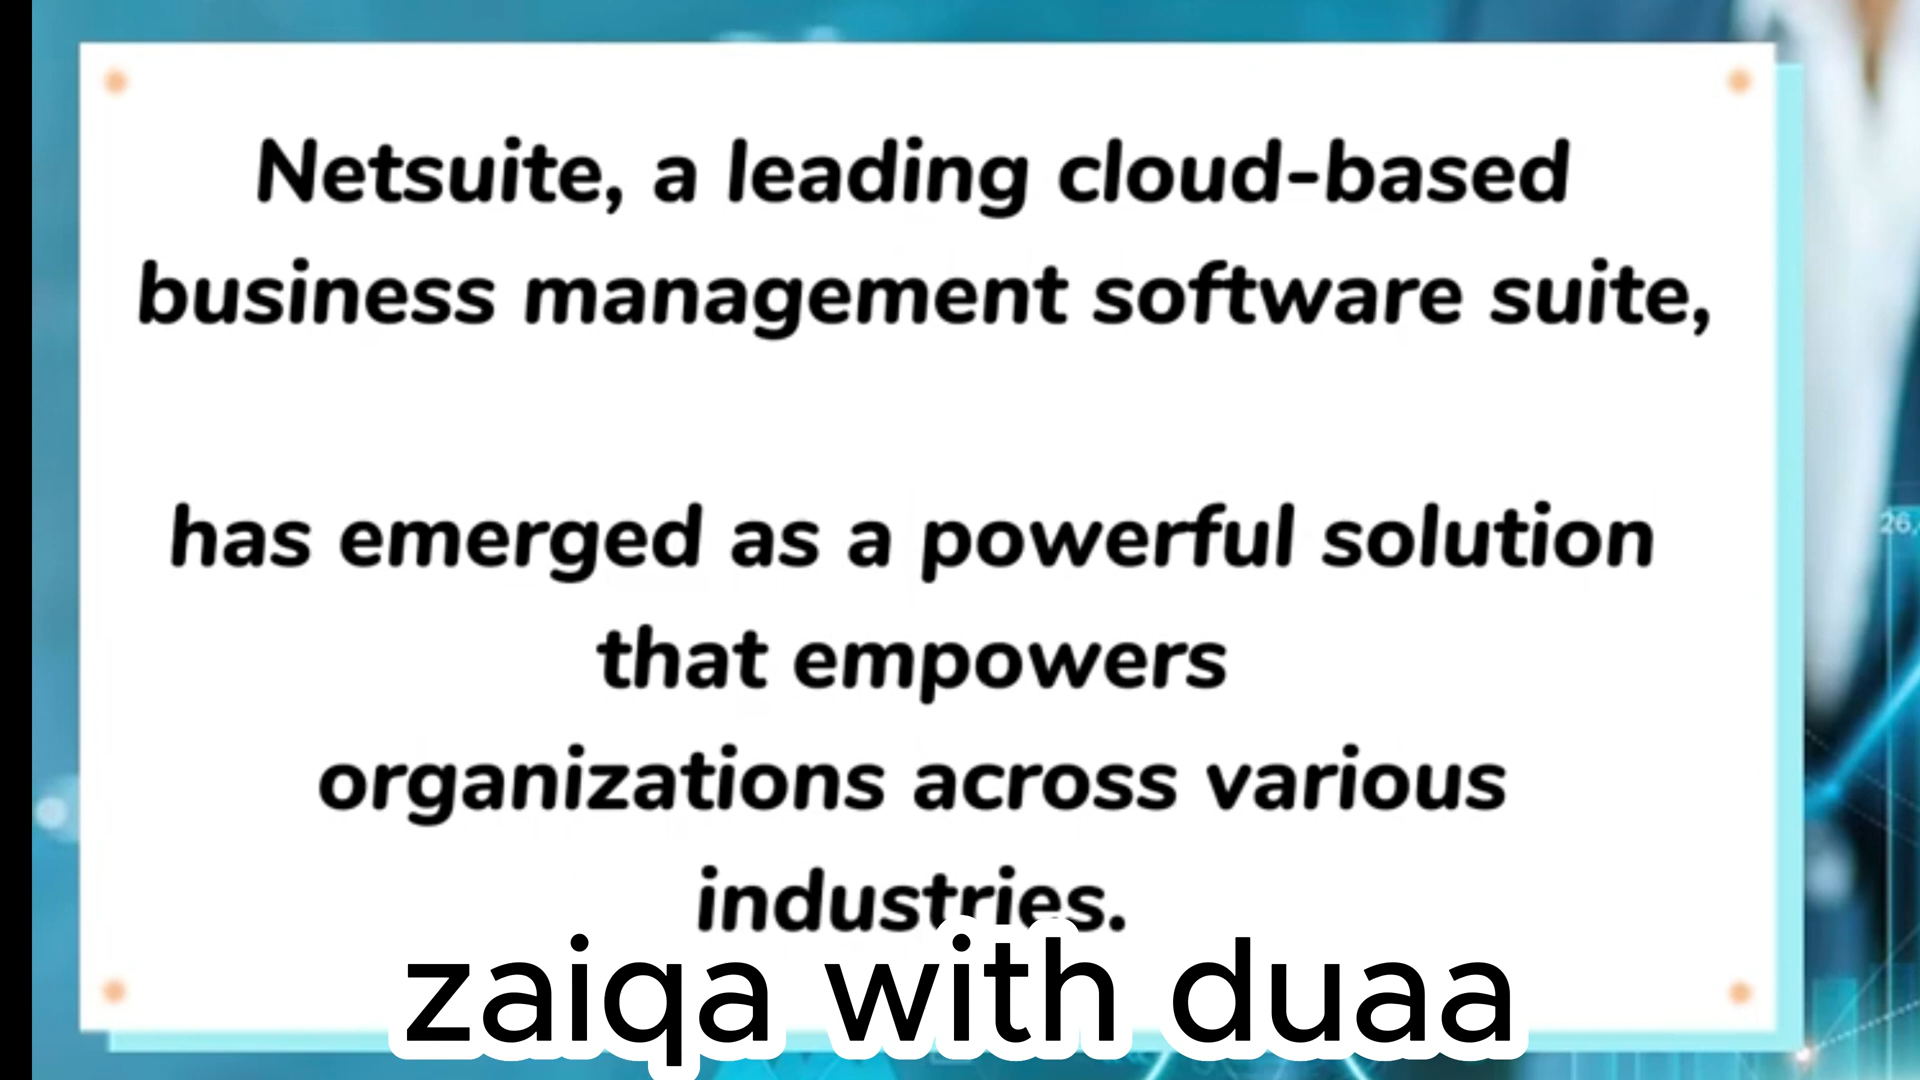 Netsuite, a leading cloud-based
business management software suite,
has emerged as a powerful solution
that empowers
organizations across various
industries.
zaiqa with duaa
26,